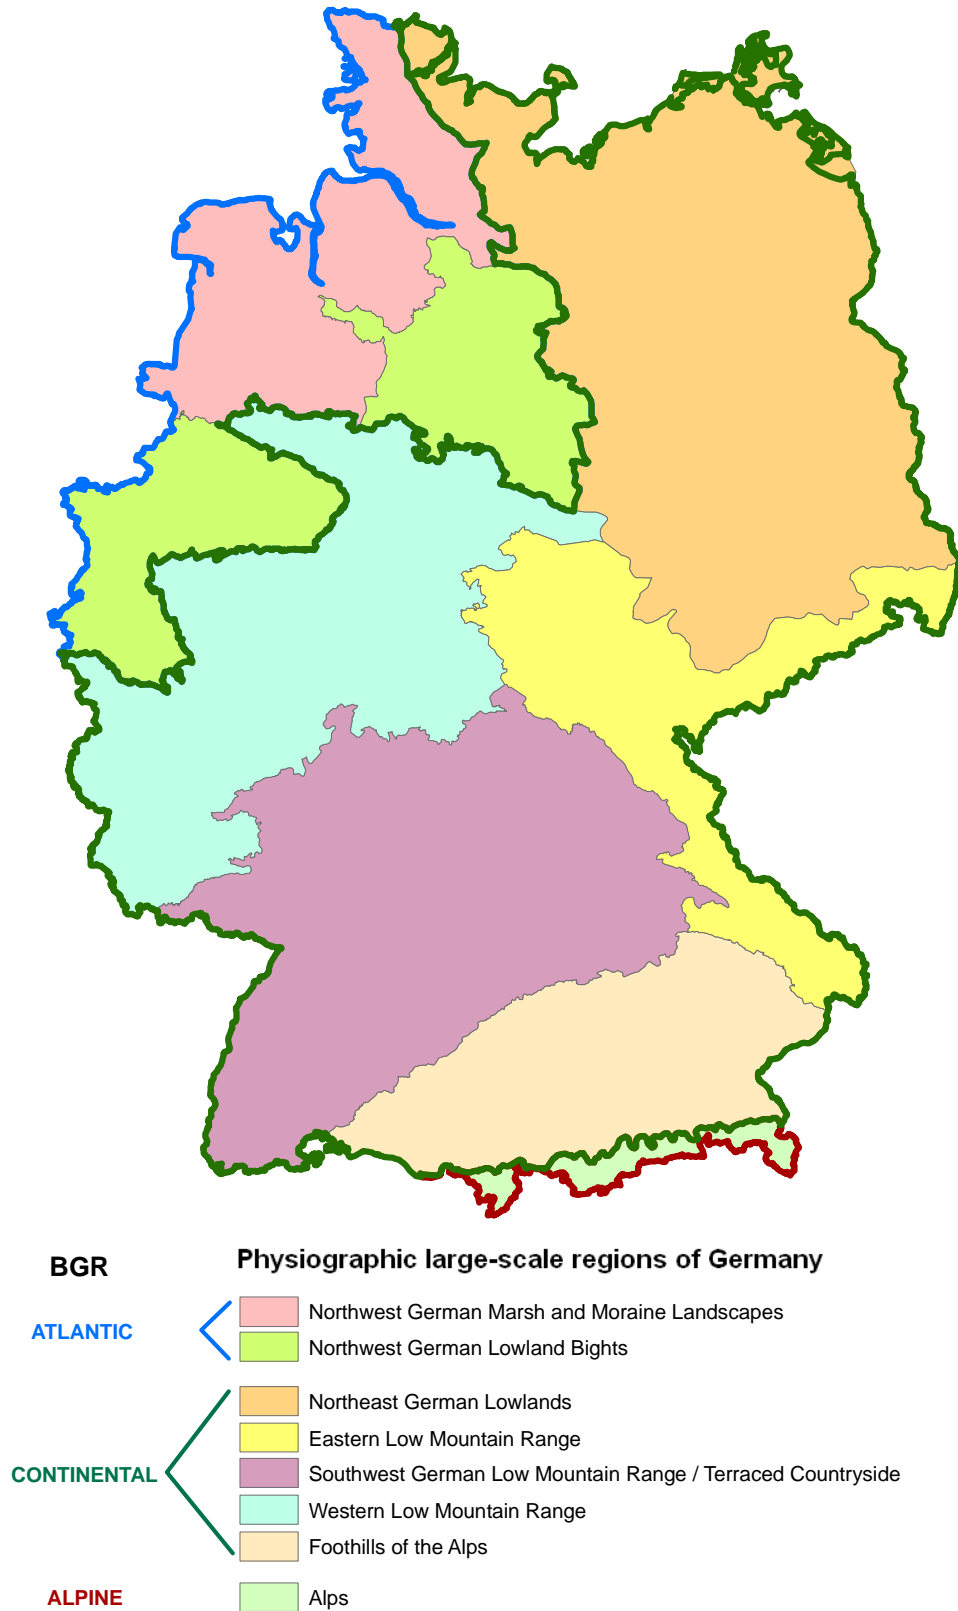 BGR
Physiographic large-scale regions of Germany
ATLANTIC
Northwest German Marsh and Moraine Landscapes
Northwest German Lowland Bights
CONTINENTAL
Northeast German Lowlands
Eastern Low Mountain Range
Southwest German Low Mountain Range / Terraced Countryside
Western Low Mountain Range
Foothills of the Alps
ALPINE
Alps